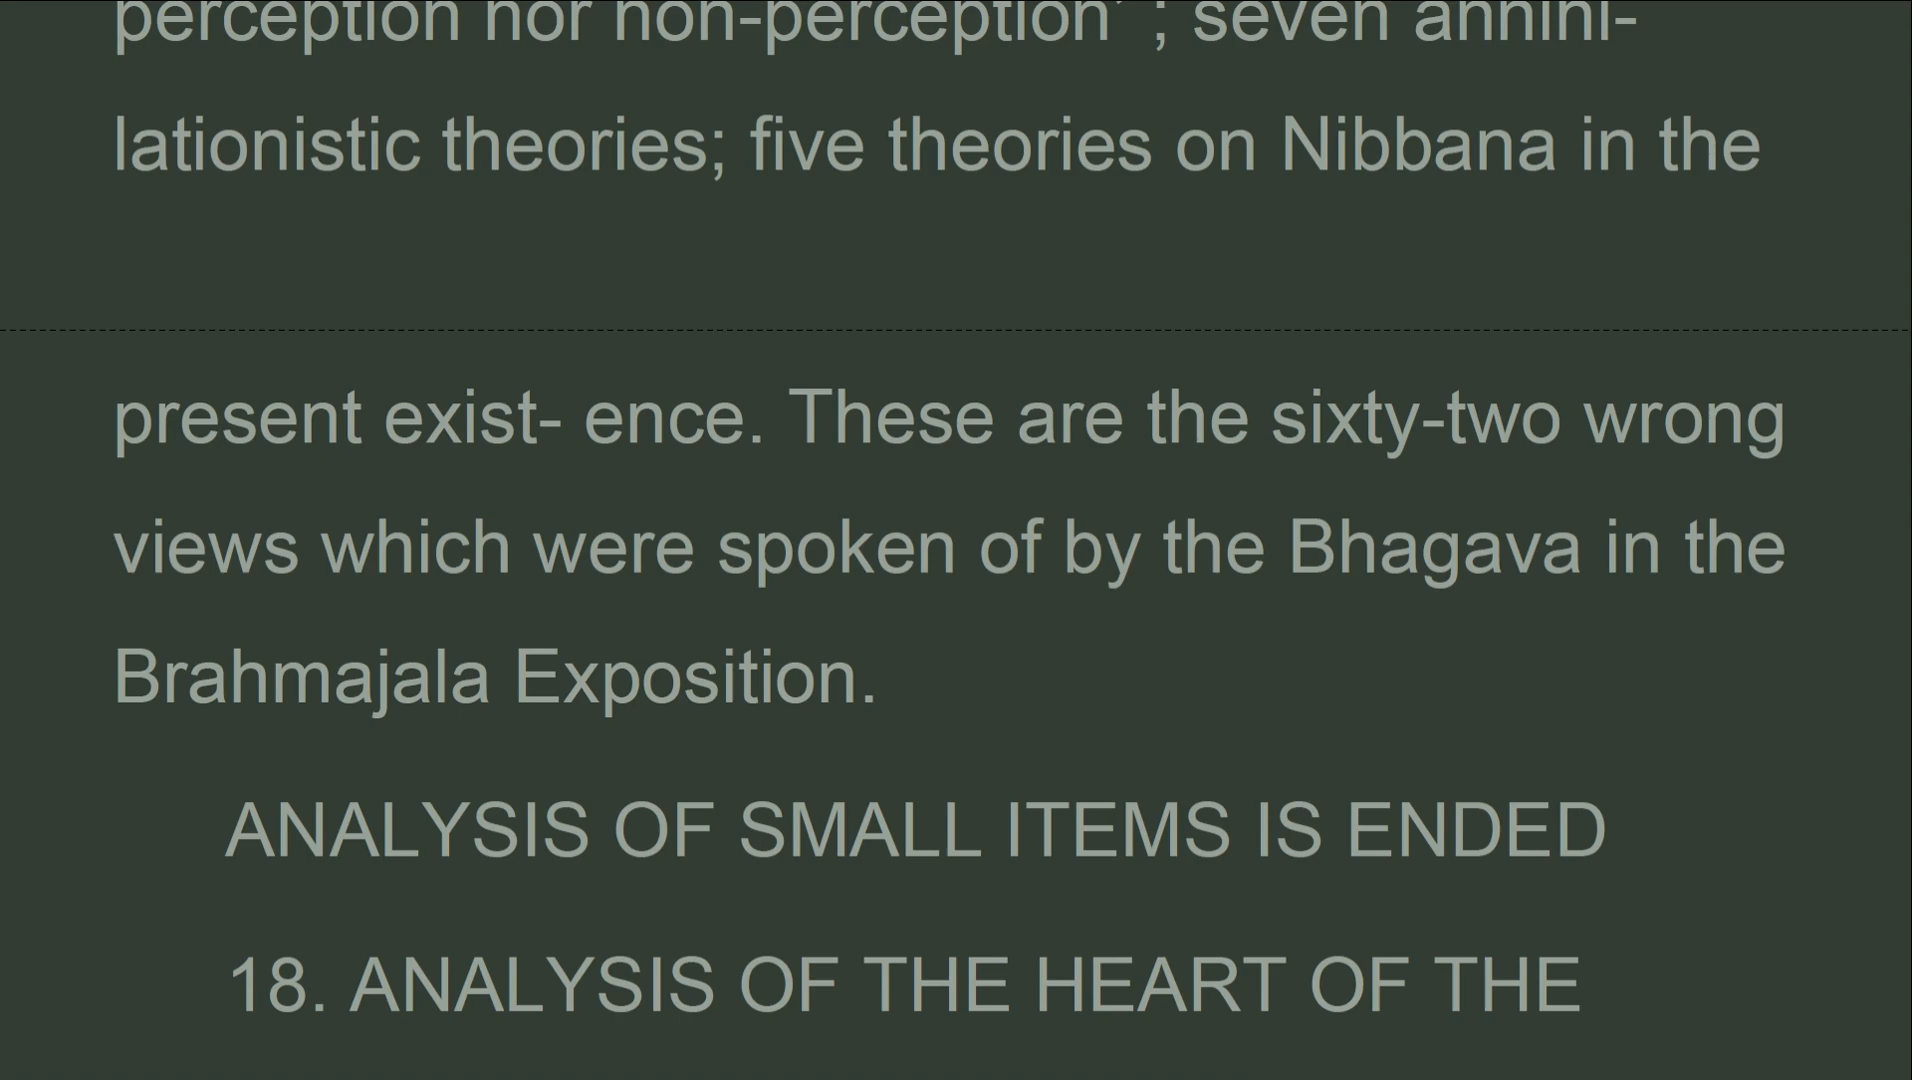 perception nor non-perception’ ; seven annihi-
lationistic theories; five theories on Nibbana in the
present exist- ence. These are the sixty-two wrong
views which were spoken of by the Bhagava in the
Brahmajala Exposition.
ANALYSIS OF SMALL ITEMS IS ENDED
18. ANALYSIS OF THE HEART OF THE